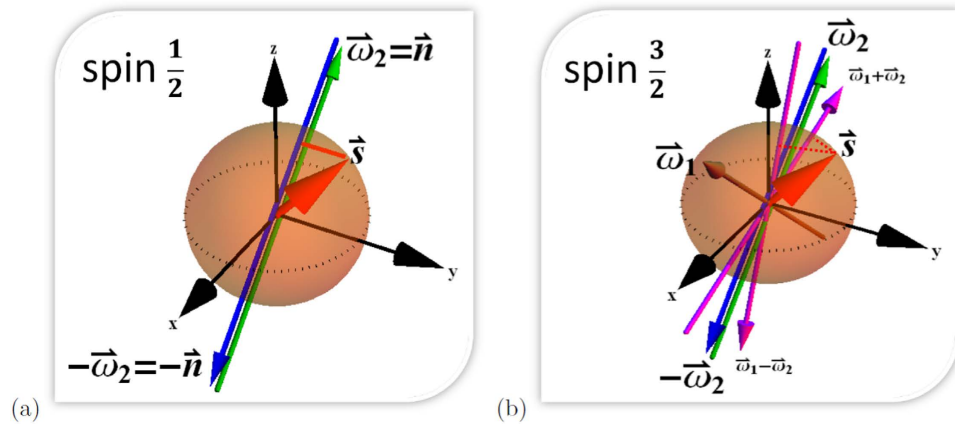 spin 1/2
z
ω⃗₂=n⃗
s⃗
y
x
-ω⃗₂=-n⃗
(a)
spin 3/2
z
ω⃗₂
ω⃗₁+ω⃗₂
s⃗
ω⃗₁
y
x
-ω⃗₂
ω⃗₁-ω⃗₂
(b)